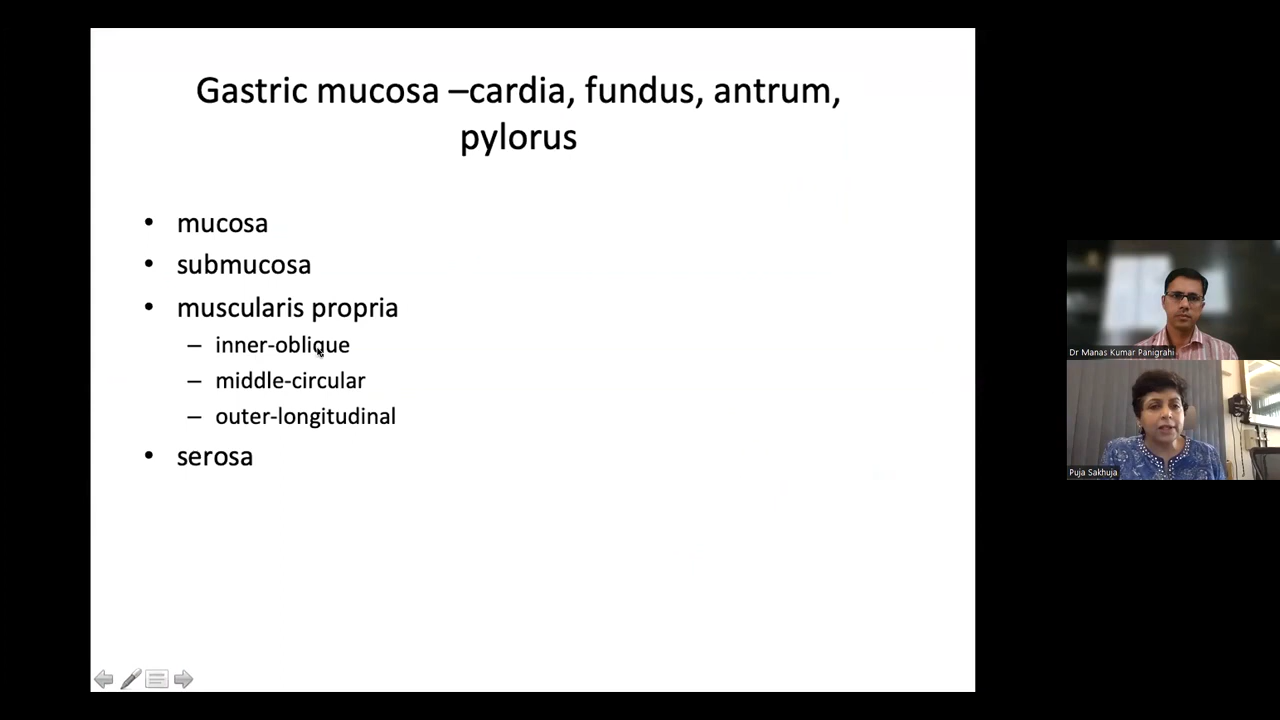 Gastric mucosa –cardia, fundus, antrum,
pylorus
• mucosa
• submucosa
• muscularis propria
– inner-oblique
– middle-circular
– outer-longitudinal
• serosa
Dr Manas Kumar Panigrahi
Puja Sakhuja